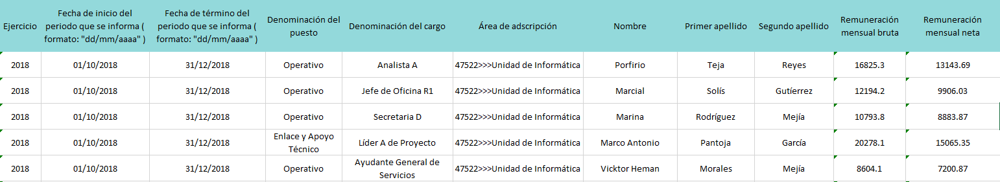 Ejercicio Fecha de inicio del periodo que se informa ( formato: "dd/mm/aaaa" ) Fecha de término del periodo que se informa ( formato: "dd/mm/aaaa" ) Denominación del puesto Denominación del cargo Área de adscripción Nombre Primer apellido Segundo apellido Remuneración mensual bruta Remuneración mensual neta
2018 01/10/2018 31/12/2018 Operativo Analista A 47522>>>Unidad de Informática Porfirio Teja Reyes 16825.3 13143.69
2018 01/10/2018 31/12/2018 Operativo Jefe de Oficina R1 47522>>>Unidad de Informática Marcial Solís Gutíerrez 12194.2 9906.03
2018 01/10/2018 31/12/2018 Operativo Secretaria D 47522>>>Unidad de Informática Marina Rodríguez Mejía 10793.8 8883.87
2018 01/10/2018 31/12/2018 Enlace y Apoyo Técnico Líder A de Proyecto 47522>>>Unidad de Informática Marco Antonio Pantoja García 20278.1 15065.35
2018 01/10/2018 31/12/2018 Operativo Ayudante General de Servicios 47522>>>Unidad de Informática Vicktor Heman Morales Mejía 8604.1 7200.87